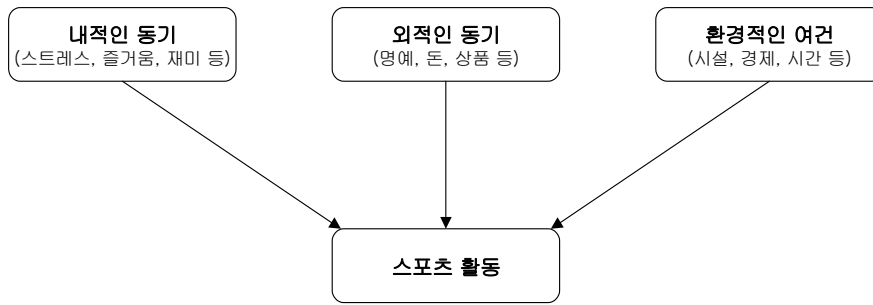 내적인 동기
(스트레스, 즐거움, 재미 등)
외적인 동기
(명예, 돈, 상품 등)
환경적인 여건
(시설, 경제, 시간 등)
스포츠 활동